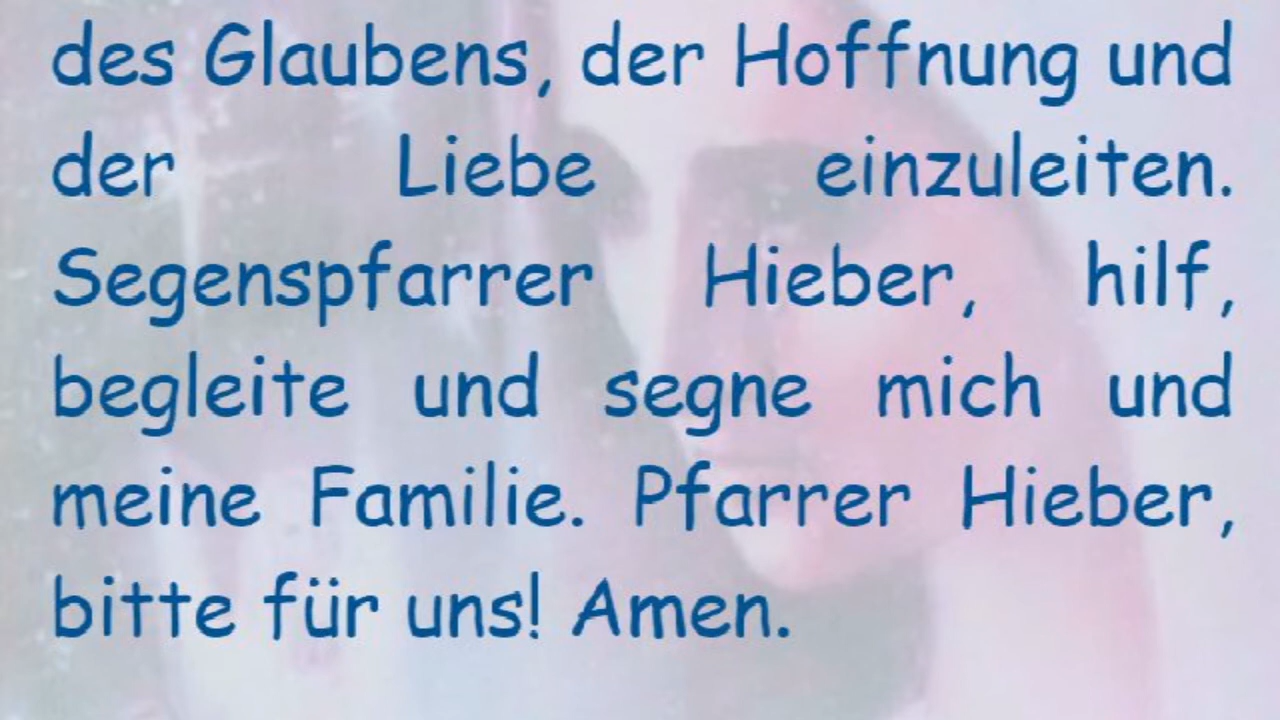 des Glaubens, der Hoffnung und
der Liebe einzuleiten.
Segenspfarrer Hieber, hilf,
begleite und segne mich und
meine Familie. Pfarrer Hieber,
bitte für uns! Amen.